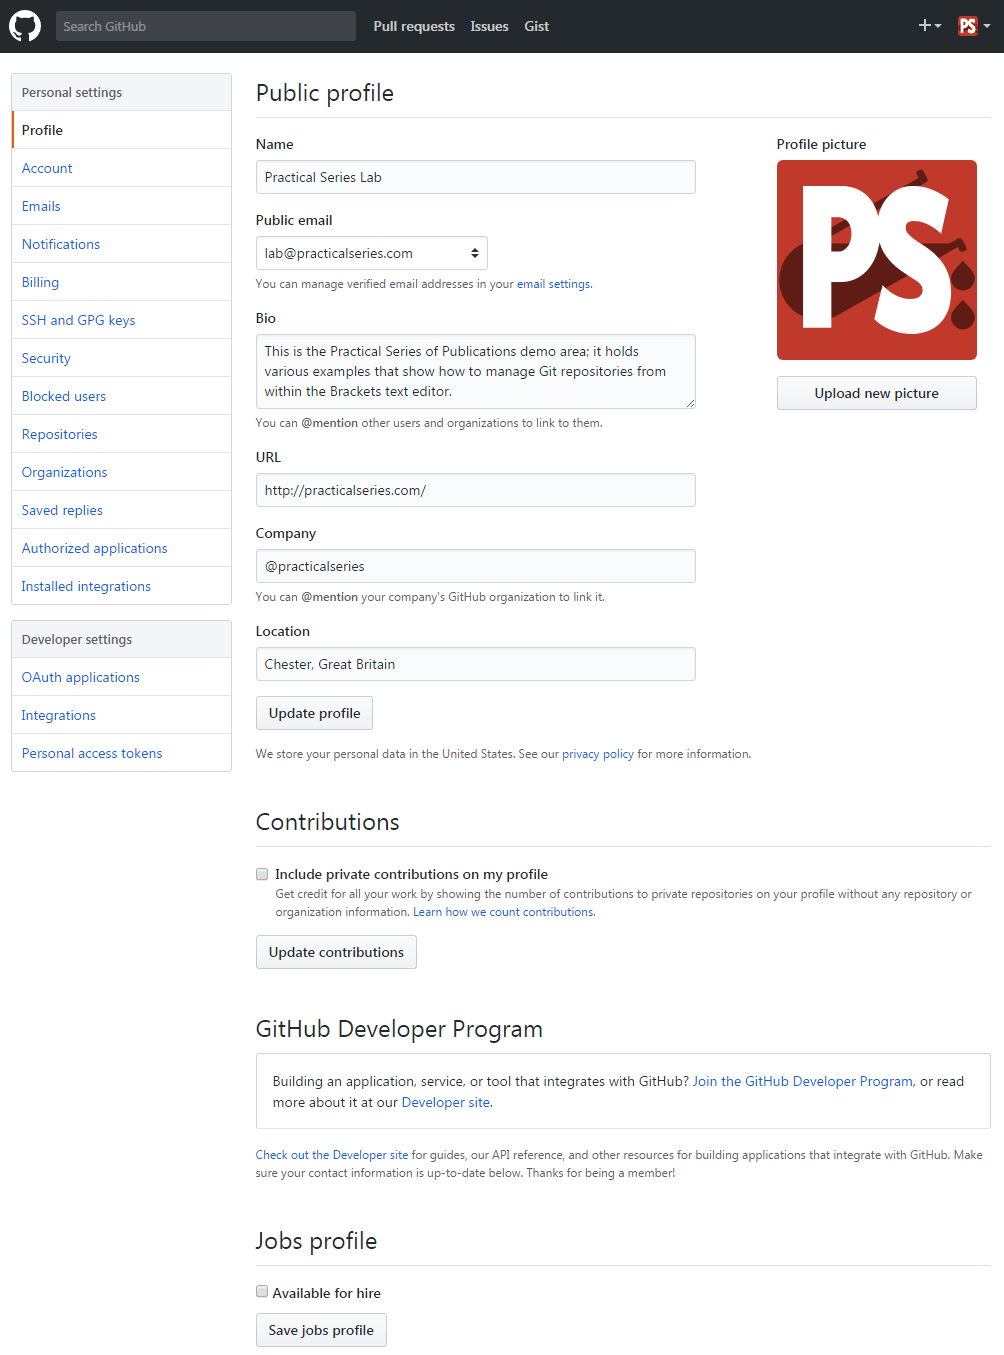 Search GitHub
Pull requests
Issues
Gist
PS
Personal settings
Profile
Account
Emails
Notifications
Billing
SSH and GPG keys
Security
Blocked users
Repositories
Organizations
Saved replies
Authorized applications
Installed integrations
Developer settings
OAuth applications
Integrations
Personal access tokens
Public profile
Name
Practical Series Lab
Public email
lab@practicalseries.com
You can manage verified email addresses in your email settings.
Bio
This is the Practical Series of Publications demo area; it holds
various examples that show how to manage Git repositories from
within the Brackets text editor.
You can @mention other users and organizations to link to them.
URL
http://practicalseries.com/
Company
@practicalseries
You can @mention your company's GitHub organization to link it.
Location
Chester, Great Britain
Update profile
We store your personal data in the United States. See our privacy policy for more information.
Profile picture
PS
Upload new picture
Contributions
Include private contributions on my profile
Get credit for all your work by showing the number of contributions to private repositories on your profile without any repository or
organization information. Learn how we count contributions.
Update contributions
GitHub Developer Program
Building an application, service, or tool that integrates with GitHub? Join the GitHub Developer Program, or read
more about it at our Developer site.
Check out the Developer site for guides, our API reference, and other resources for building applications that integrate with GitHub. Make
sure your contact information is up-to-date below. Thanks for being a member!
Jobs profile
Available for hire
Save jobs profile